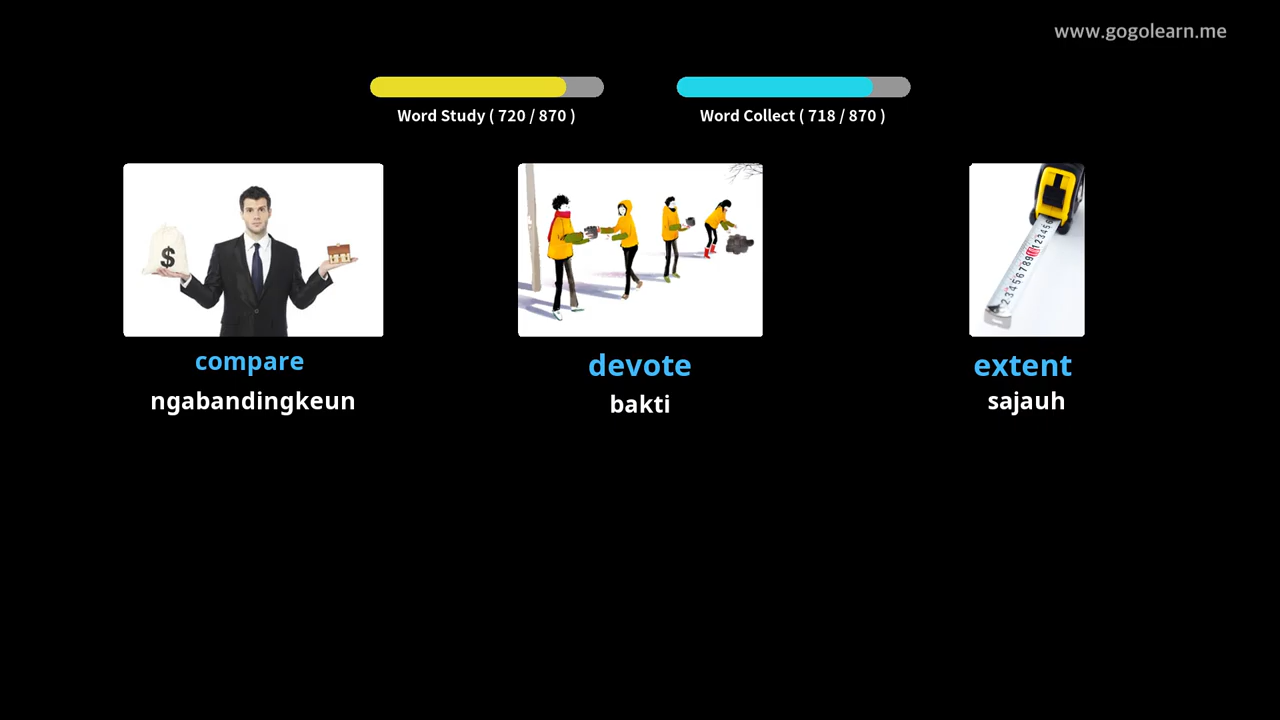 www.gogolearn.me
Word Study ( 720 / 870 )
Word Collect ( 718 / 870 )
$
compare
devote
extent
ngabandingkeun
bakti
sajauh